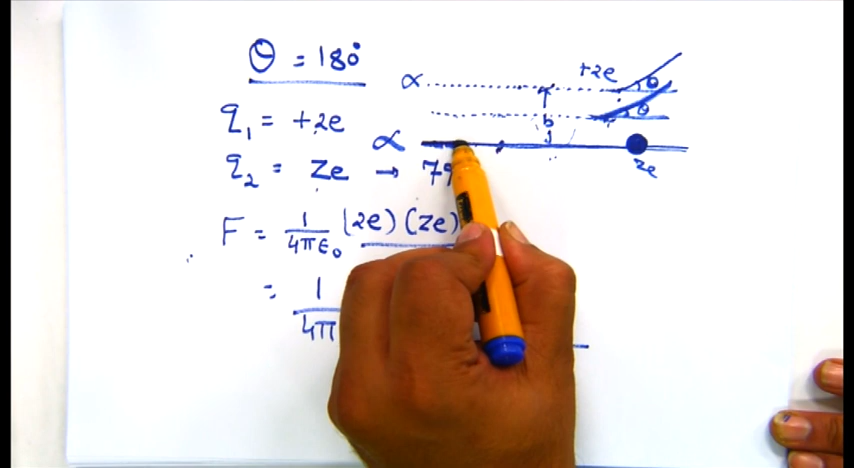 θ = 180°
α +2e θ
θ
q₁ = +2e b
α
q₂ = Ze → 79
Ze
F = 1/4πε₀ (2e) (Ze)
= 1/4π